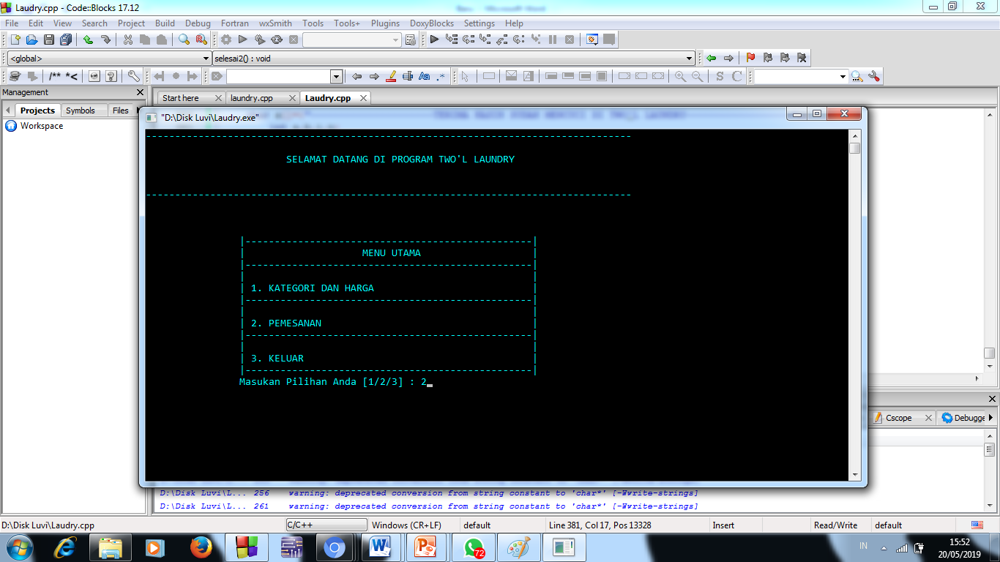 Laudry.cpp - Code::Blocks 17.12
File Edit View Search Project Build Debug Fortran wxSmith Tools Tools+ Plugins DoxyBlocks Settings Help
<global> selesai2() : void
/** *<
S C
Management
Start here laundry.cpp Laudry.cpp
Projects Symbols Files
Workspace
"D:\Disk Luvi\Laudry.exe"
--------------------------------------------------------------------------------
SELAMAT DATANG DI PROGRAM TWO'L LAUNDRY
--------------------------------------------------------------------------------
|-------------------------------------------------|
| MENU UTAMA |
|-------------------------------------------------|
| |
| 1. KATEGORI DAN HARGA |
|-------------------------------------------------|
| |
| 2. PEMESANAN |
|-------------------------------------------------|
| |
| 3. KELUAR |
|-------------------------------------------------|
Masukan Pilihan Anda [1/2/3] : 2_
Cscope Debugge
D:\Disk Luvi\L... 256 warning: deprecated conversion from string constant to 'char*' [-Wwrite-strings]
D:\Disk Luvi\L... 261 warning: deprecated conversion from string constant to 'char*' [-Wwrite-strings]
D:\Disk Luvi\Laudry.cpp C/C++ Windows (CR+LF) default Line 381, Col 17, Pos 13328 Insert Read/Write default
72
IN
15:52
20/05/2019